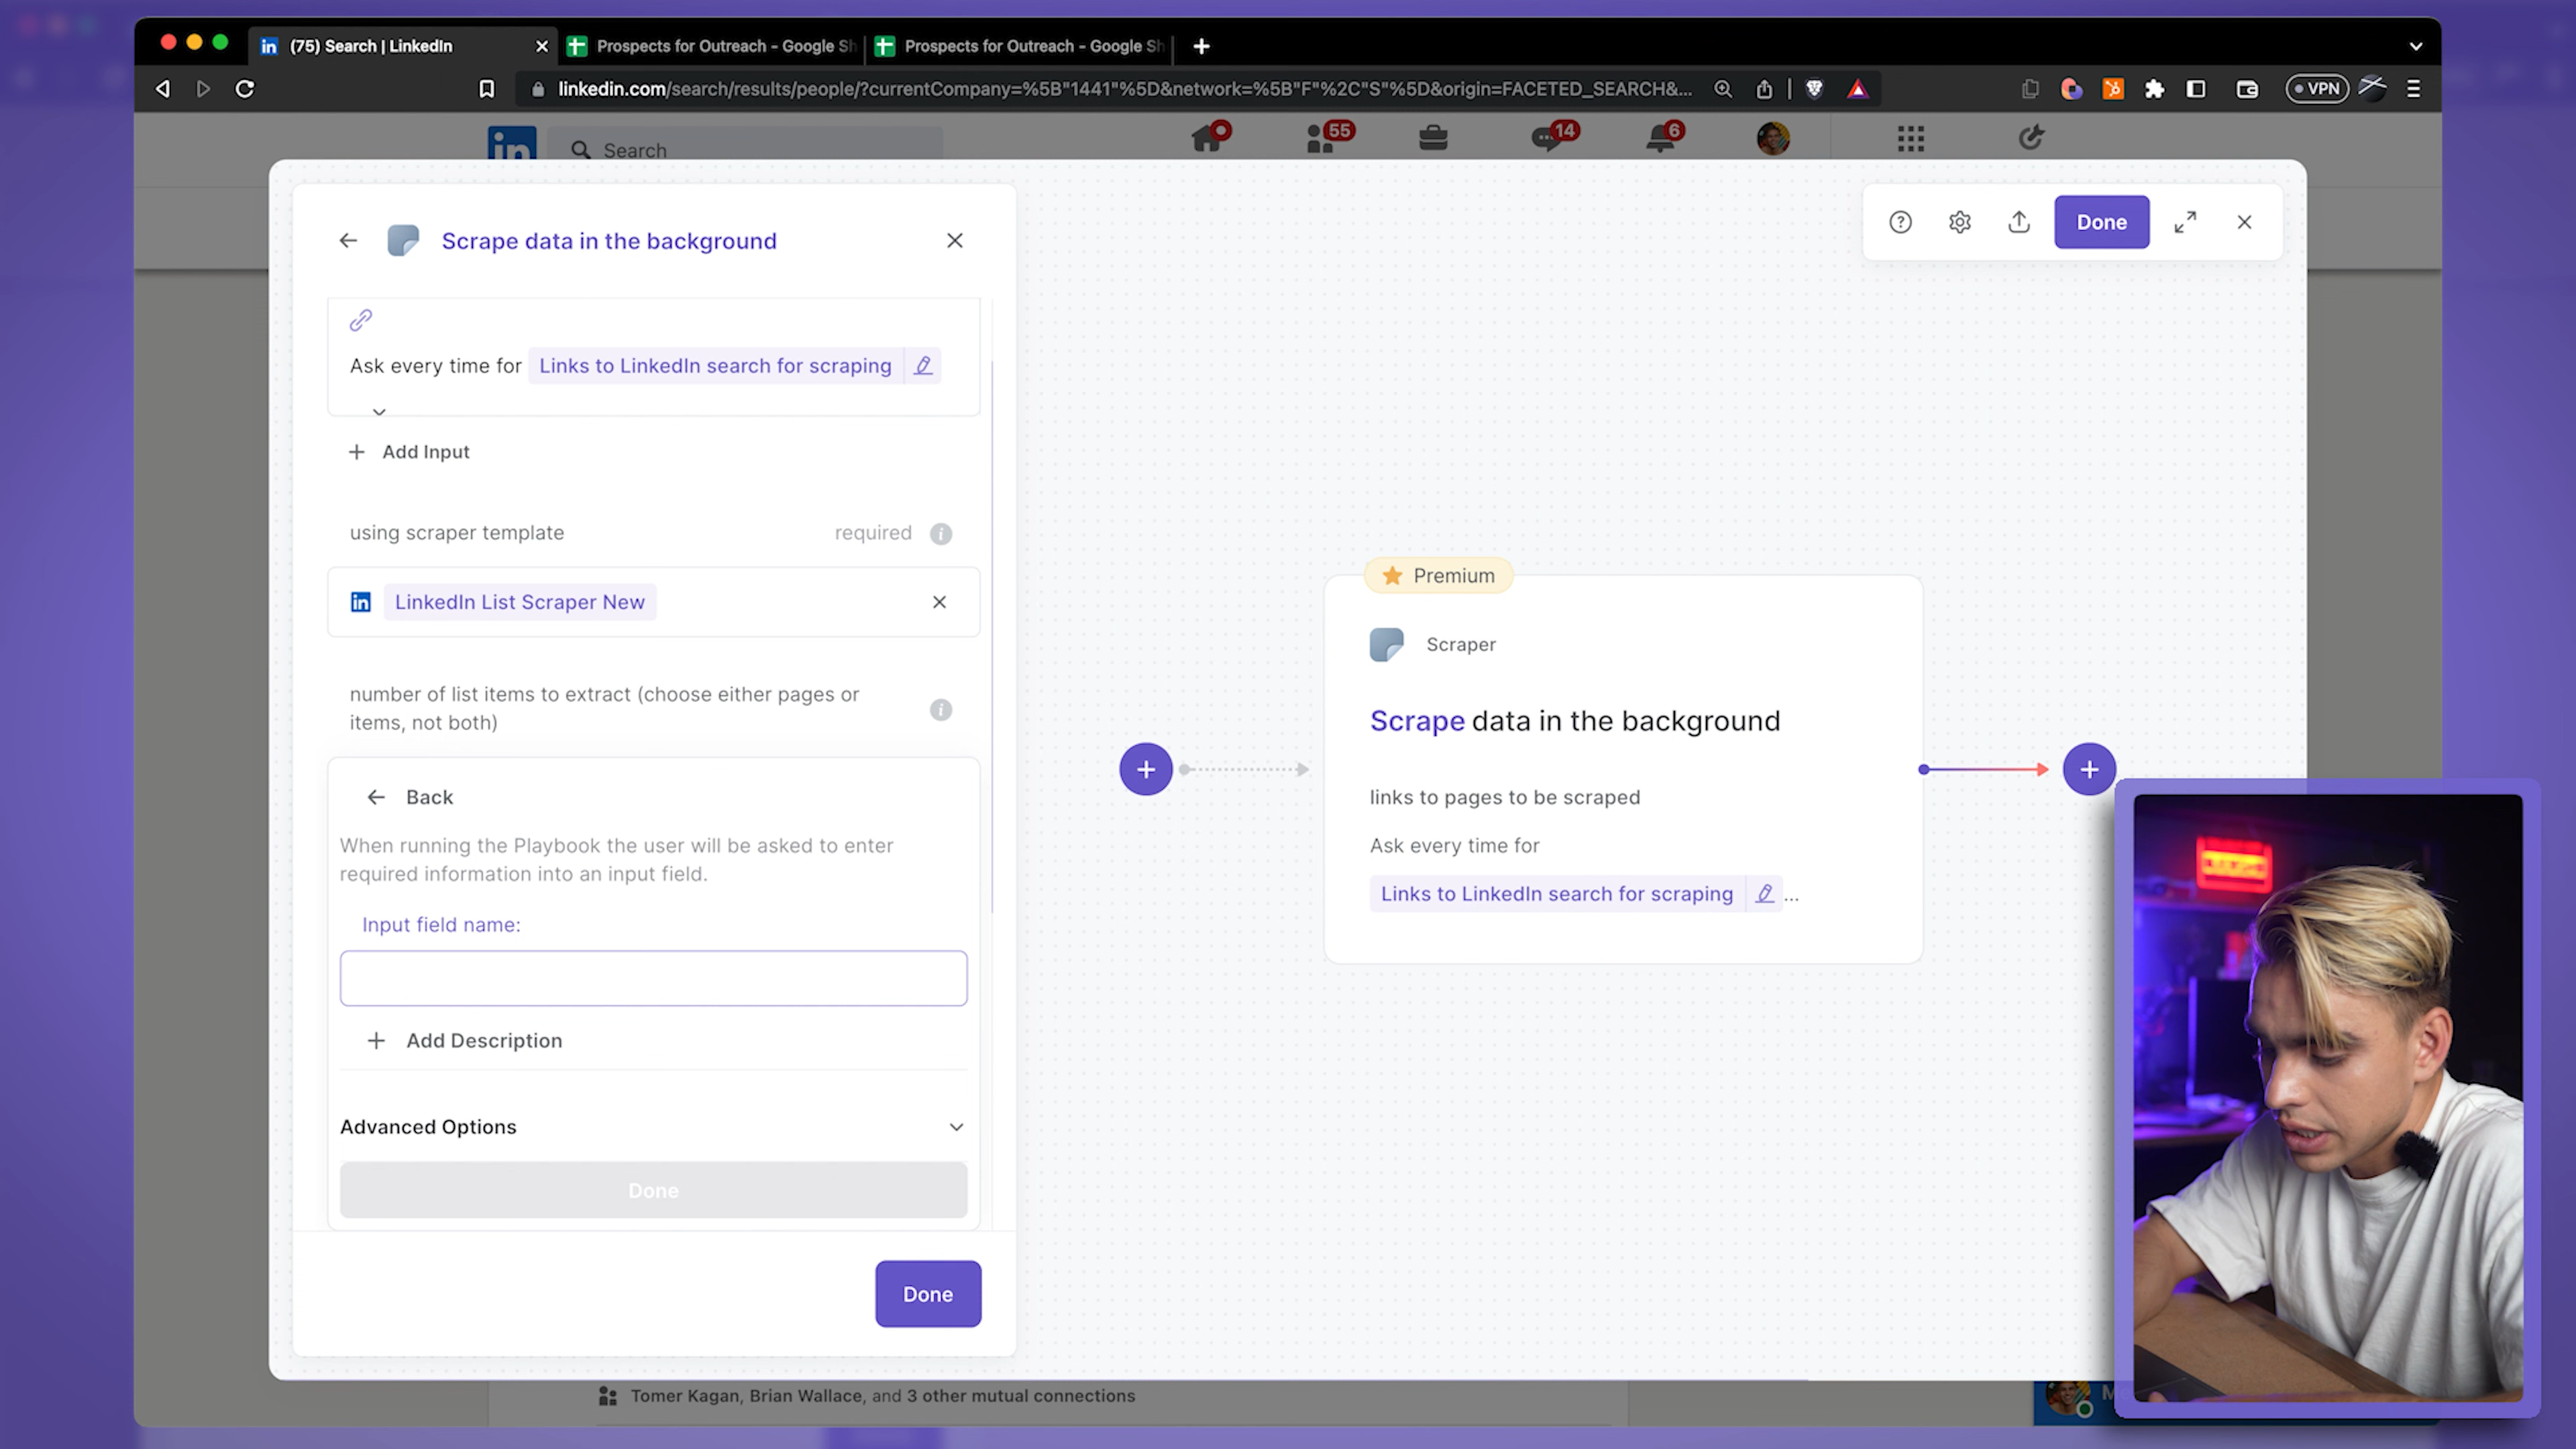 (75) Search | LinkedIn
Prospects for Outreach - Google Sh
Prospects for Outreach - Google Sh
linkedin.com/search/results/people/?currentCompany=%5B"1441"%5D&network=%5B"F"%2C"S"%5D&origin=FACETED_SEARCH&...
VPN
in
Search
55
14
6
Scrape data in the background
Done
Ask every time for Links to LinkedIn search for scraping
Add Input
using scraper template
required
in LinkedIn List Scraper New
number of list items to extract (choose either pages or
items, not both)
Back
When running the Playbook the user will be asked to enter
required information into an input field.
Input field name:
Add Description
Advanced Options
Done
Done
Premium
Scraper
Scrape data in the background
links to pages to be scraped
Ask every time for
Links to LinkedIn search for scraping ...
Tomer Kagan, Brian Wallace, and 3 other mutual connections